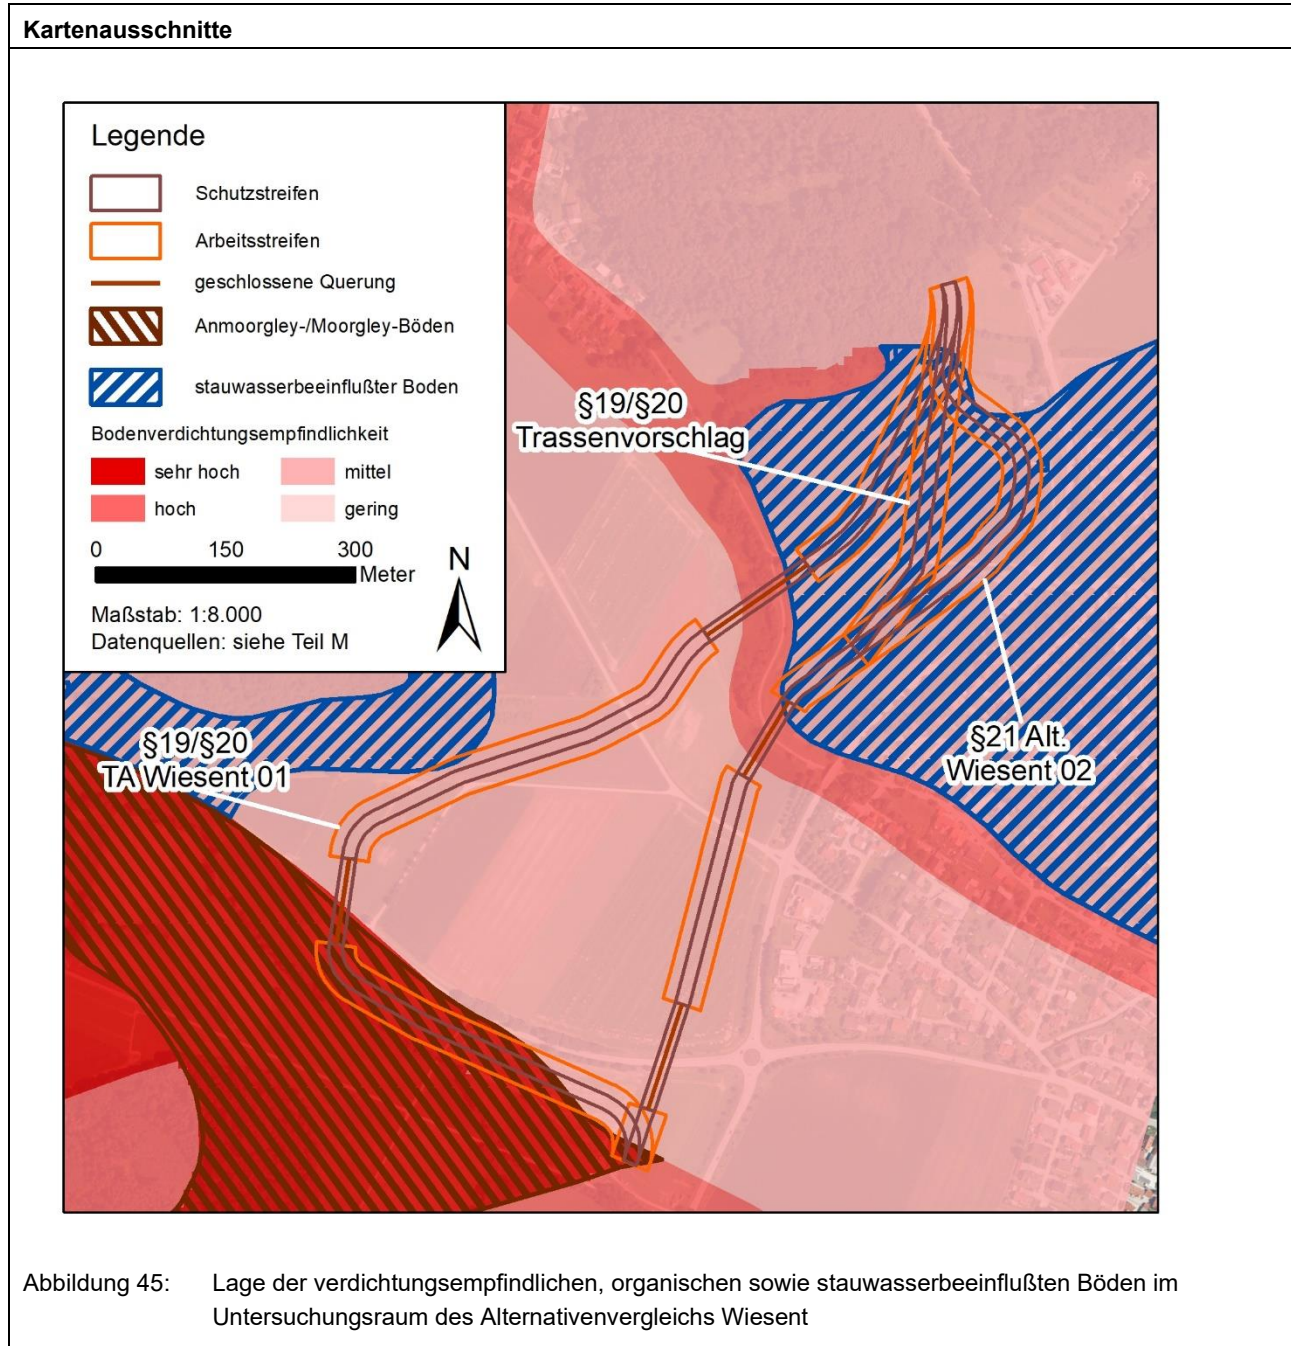 Kartenausschnitte
Legende
Schutzstreifen
Arbeitsstreifen
geschlossene Querung
Anmoorgley-/Moorgley-Böden
stauwasserbeeinflußter Boden
Bodenverdichtungsempfindlichkeit
sehr hoch
mittel
hoch
gering
0 150 300
Meter
N
Maßstab: 1:8.000
Datenquellen: siehe Teil M
§19/§20
Trassenvorschlag
§19/§20
TA Wiesent 01
§21 Alt.
Wiesent 02
Abbildung 45: Lage der verdichtungsempfindlichen, organischen sowie stauwasserbeeinflußten Böden im
Untersuchungsraum des Alternativenvergleichs Wiesent